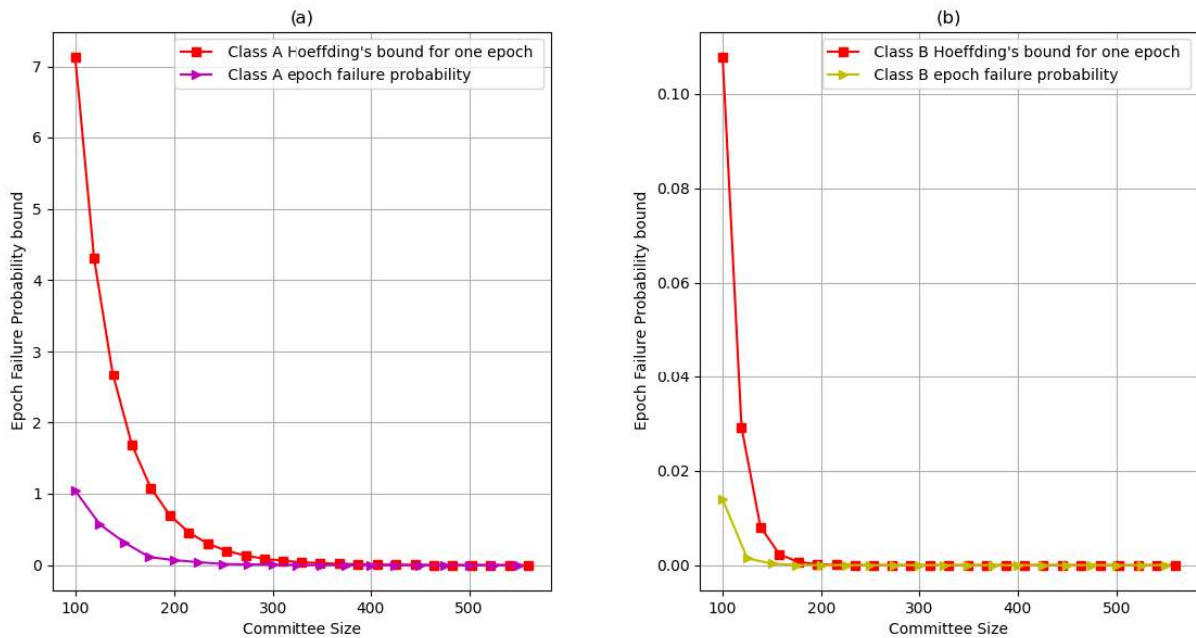 (a)
Class A Hoeffding's bound for one epoch
Class A epoch failure probability
7
6
5
4
3
2
1
0
Epoch Failure Probability bound
100 200 300 400 500
Committee Size
(b)
Class B Hoeffding's bound for one epoch
Class B epoch failure probability
0.10
0.08
0.06
0.04
0.02
0.00
Epoch Failure Probability bound
100 200 300 400 500
Committee Size